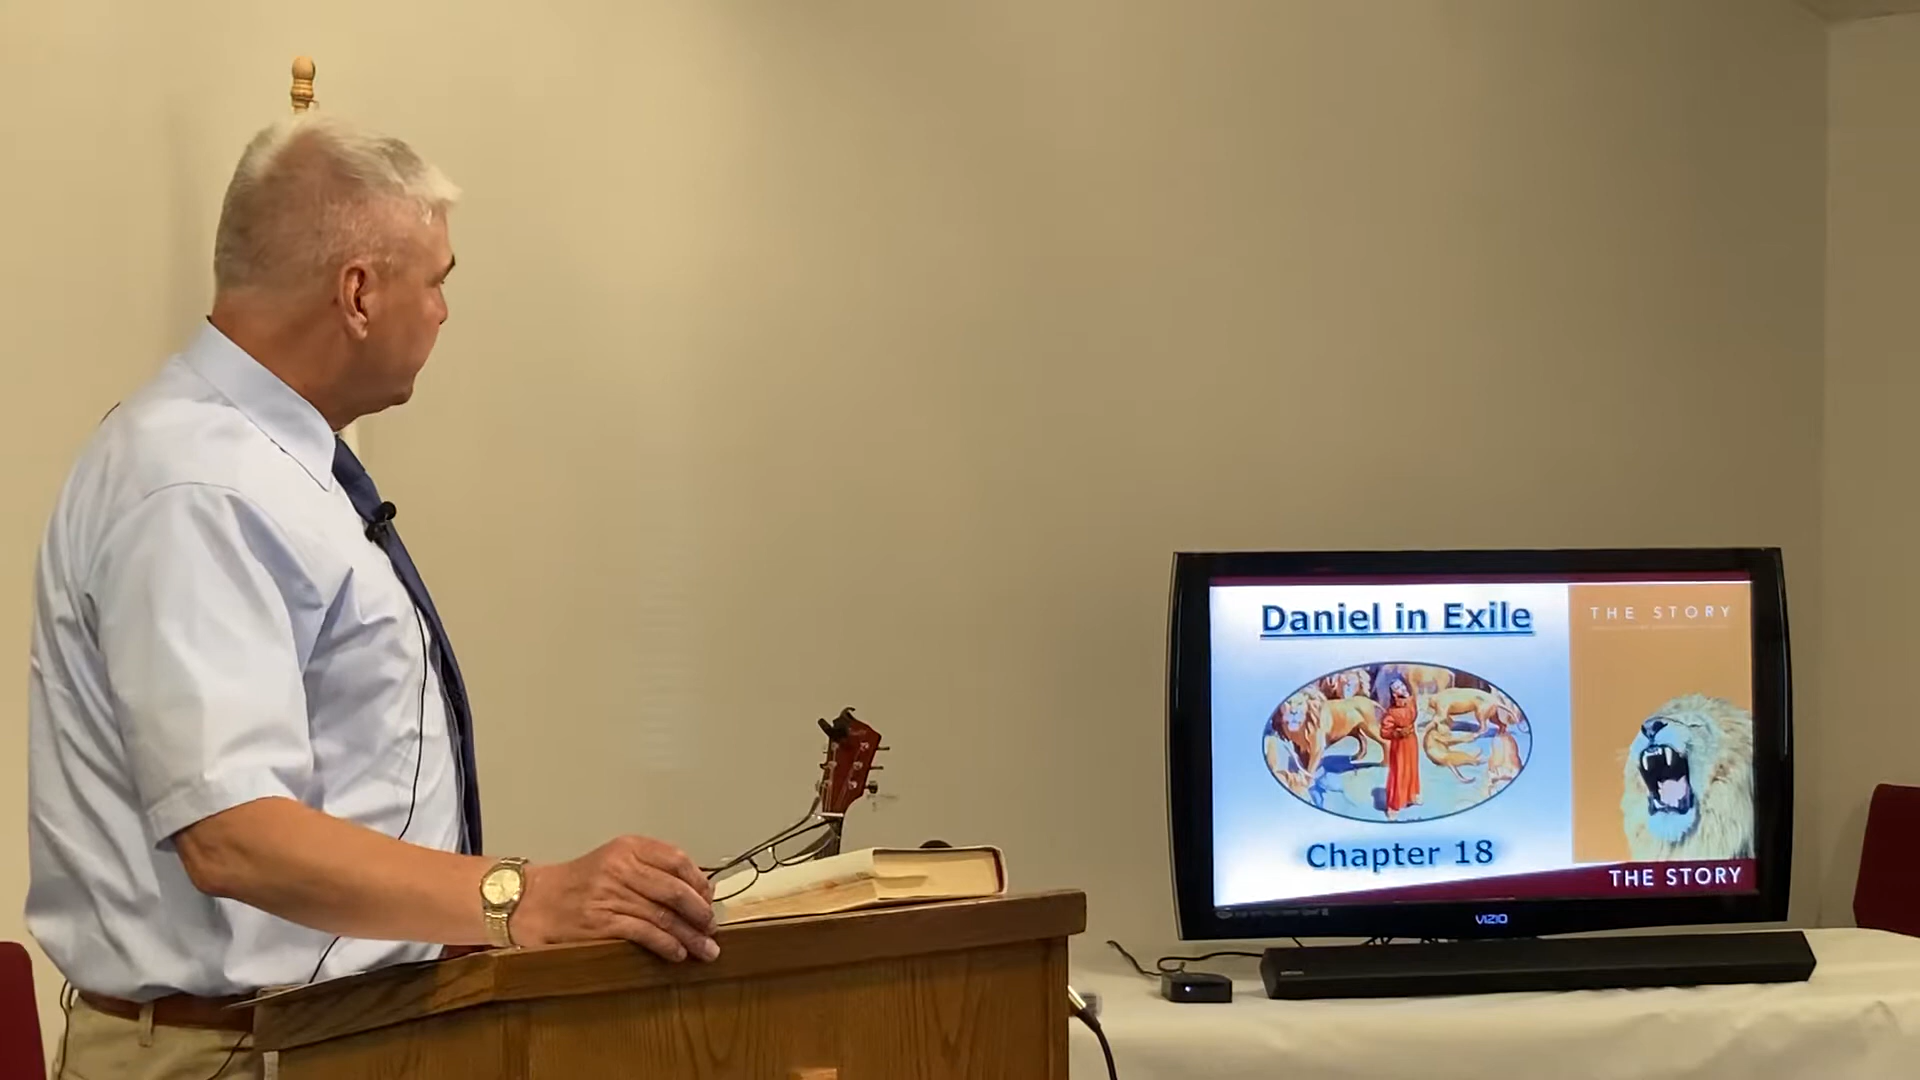 Daniel in Exile
Chapter 18
THE STORY
THE STORY
VIZIO